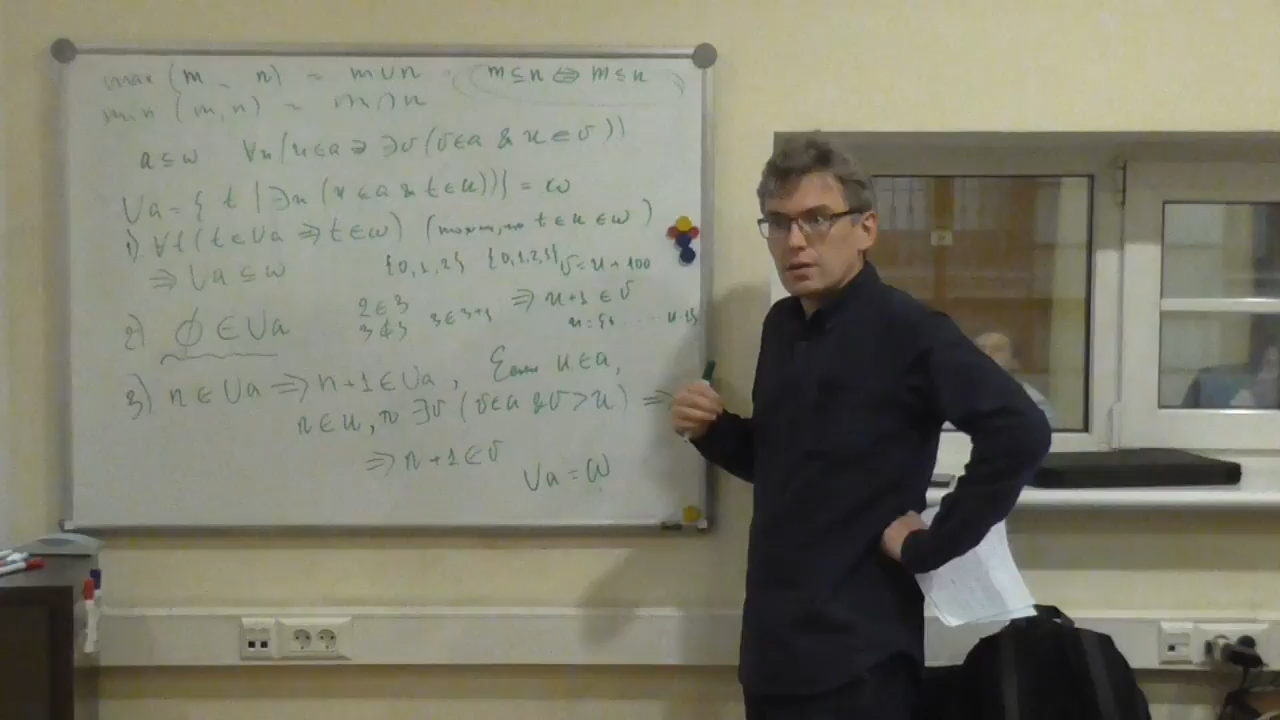 max (m, n) = m∪n (m≤n ⇔ m⊆n)
min (m,n) = m∩n
a⊆ω ∀u(u∈a ⇒ ∃v(v∈a & u∈v))
∪a = { t | ∃u (u∈a & t∈u))} = ω
1) ∀t(t∈∪a ⇒ t∈ω) ( t∈u∈ω )
⇒ ∪a⊆ω {0,1,2} {0,1,2,3} v=u+100
2) ∅∈∪a 2∈3 ⇒ u+1∈v
3∉3 3∈3+1
3) n∈∪a ⇒ n+1∈∪a, Если u∈a,
n∈u, то ∃v (v∈a & v>u) ⇒
⇒ n+1∈v
∪a=ω